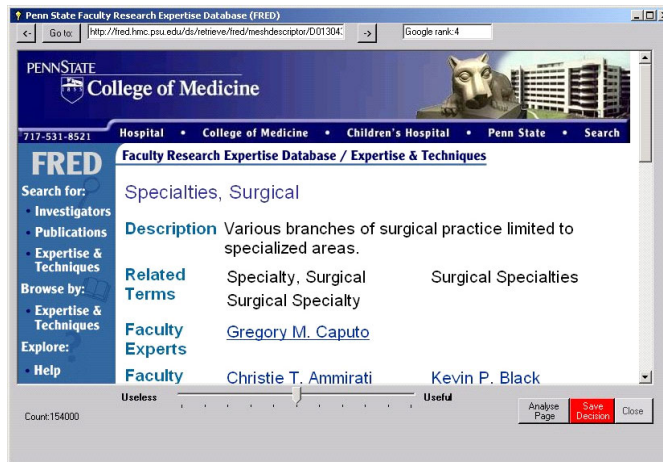 Penn State Faculty Research Expertise Database (FRED)
<- Go to: http://fred.hmc.psu.edu/ds/retrieve/fred/meshdescriptor/D01304 -> Google rank:4
PENNSTATE
1855
College of Medicine
717-531-8521 Hospital • College of Medicine • Children's Hospital • Penn State • Search
FRED
Faculty Research Expertise Database / Expertise & Techniques
Search for:
• Investigators
• Publications
• Expertise &
Techniques
Browse by:
• Expertise &
Techniques
Explore:
• Help
Specialties, Surgical
Description Various branches of surgical practice limited to
specialized areas.
Related Specialty, Surgical Surgical Specialties
Terms Surgical Specialty
Faculty Gregory M. Caputo
Experts
Faculty Christie T. Ammirati Kevin P. Black
Useless Useful
Count:154000
Analyse
Page
Save
Decision
Close